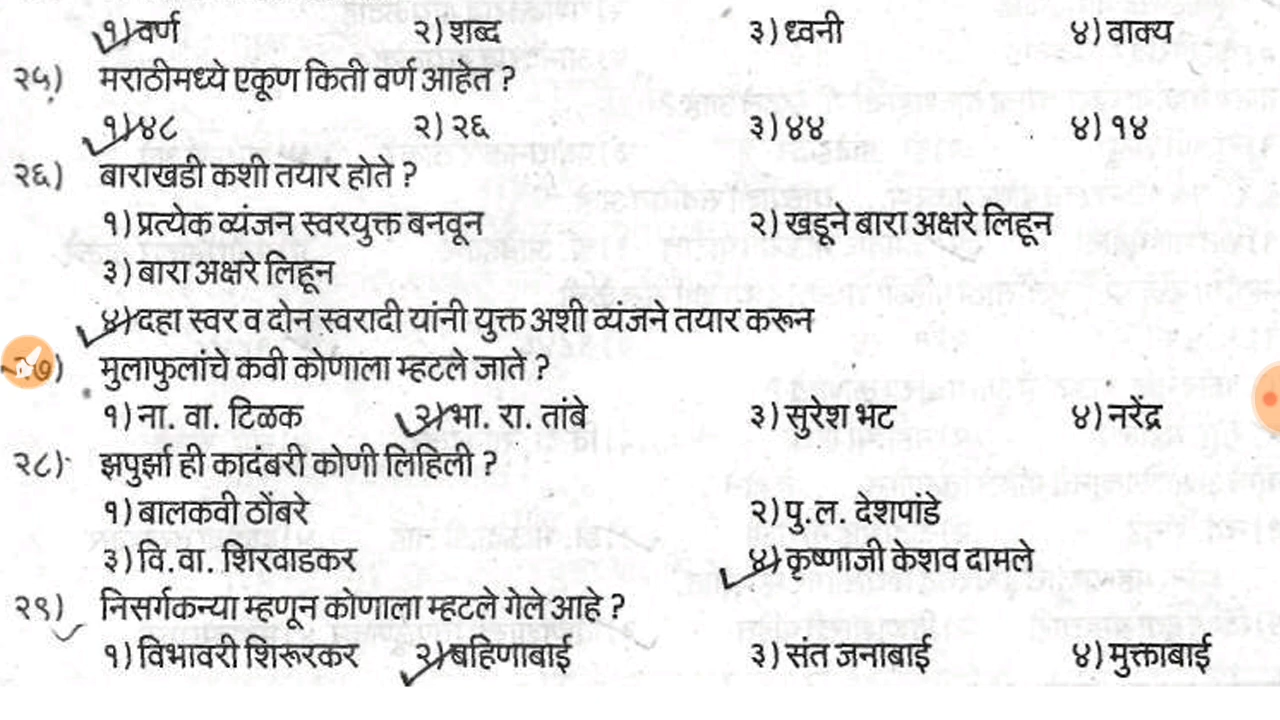 १) वर्ण २) शब्द ३) ध्वनी ४) वाक्य
२५) मराठीमध्ये एकूण किती वर्ण आहेत ?
१) ४८ २) २६ ३) ४४ ४) १४
२६) बाराखडी कशी तयार होते ?
१) प्रत्येक व्यंजन स्वरयुक्त बनवून २) खडूने बारा अक्षरे लिहून
३) बारा अक्षरे लिहून
४) दहा स्वर व दोन स्वरादी यांनी युक्त अशी व्यंजने तयार करून
२७) मुलाफुलांचे कवी कोणाला म्हटले जाते ?
१) ना. वा. टिळक २) भा. रा. तांबे ३) सुरेश भट ४) नरेंद्र
२८) झपुर्झा ही कादंबरी कोणी लिहिली ?
१) बालकवी ठोंबरे २) पु.ल. देशपांडे
३) वि.वा. शिरवाडकर ४) कृष्णाजी केशव दामले
२९) निसर्गकन्या म्हणून कोणाला म्हटले गेले आहे ?
१) विभावरी शिरूरकर २) बहिणाबाई ३) संत जनाबाई ४) मुक्ताबाई